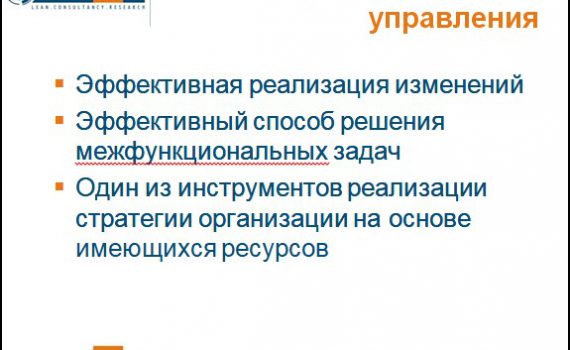 LEAN.CONSULTANCY.RESEARCH
управления
Эффективная реализация изменений
Эффективный способ решения
межфункциональных задач
Один из инструментов реализации
стратегии организации на основе
имеющихся ресурсов